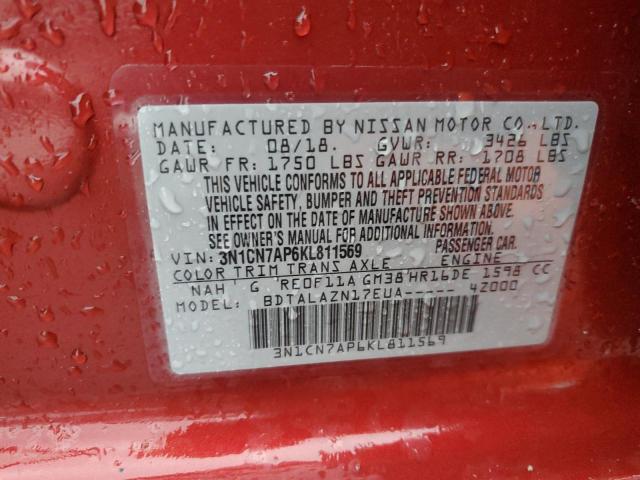 MANUFACTURED BY NISSAN MOTOR CO., LTD.
DATE: 08/18. GVWR: 3426 LBS
GAWR FR: 1750 LBS GAWR RR: 1708 LBS
THIS VEHICLE CONFORMS TO ALL APPLICABLE FEDERAL MOTOR
VEHICLE SAFETY, BUMPER AND THEFT PREVENTION STANDARDS
IN EFFECT ON THE DATE OF MANUFACTURE SHOWN ABOVE.
SEE OWNER'S MANUAL FOR ADDITIONAL INFORMATION.
VIN: 3N1CN7AP6KL811569 PASSENGER CAR.
COLOR TRIM TRANS AXLE ENGINE
NAH G RE0F11A GM38 HR16DE 1598 CC
MODEL: BDTALAZN17EUA----- 4Z000
3N1CN7AP6KL811569